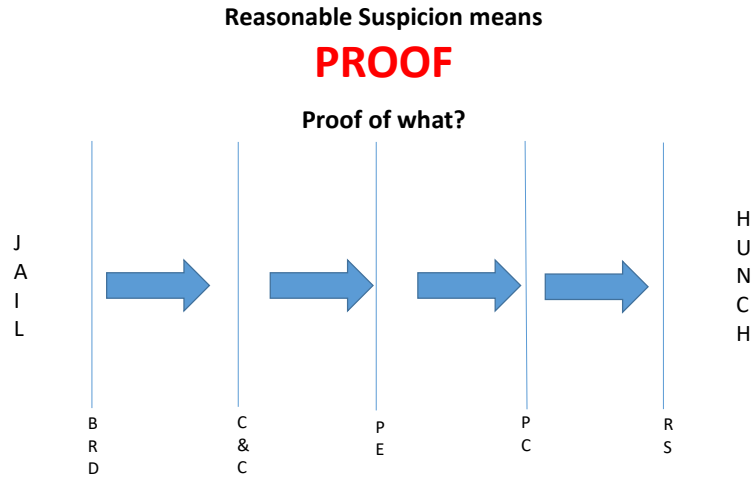 Reasonable Suspicion means
PROOF
Proof of what?
J
A
I
L
H
U
N
C
H
B
R
D
C
&
C
P
E
P
C
R
S